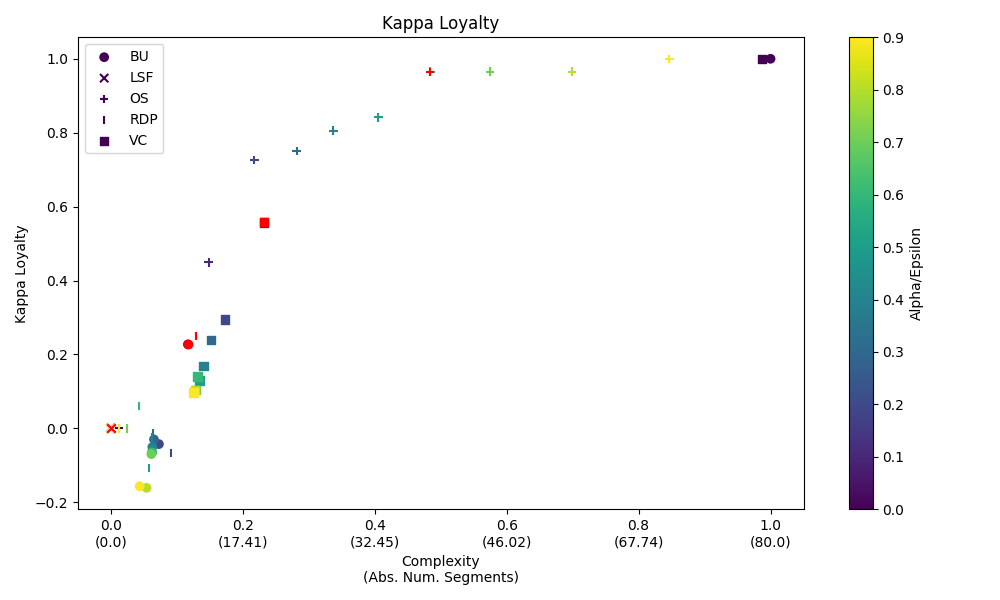 Kappa Loyalty
BU
LSF
OS
RDP
VC
Kappa Loyalty
1.0
0.8
0.6
0.4
0.2
0.0
−0.2
0.0 0.2 0.4 0.6 0.8 1.0
(0.0) (17.41) (32.45) (46.02) (67.74) (80.0)
Complexity
(Abs. Num. Segments)
0.9
0.8
0.7
0.6
0.5
0.4
0.3
0.2
0.1
0.0
Alpha/Epsilon